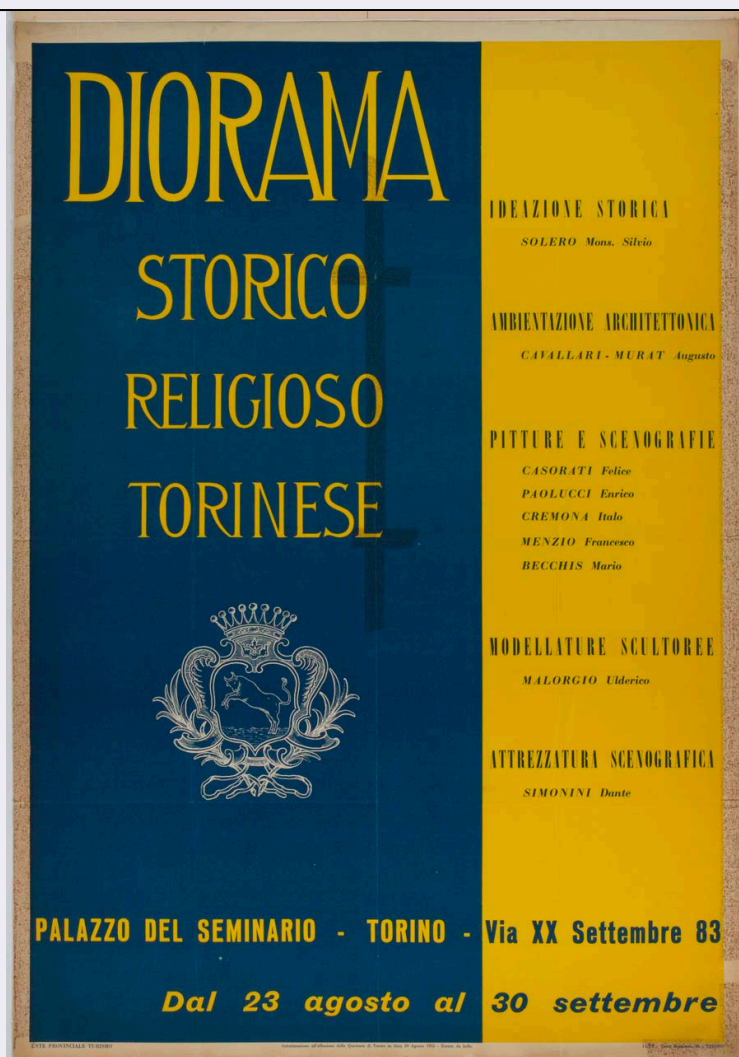 DIORAMA
STORICO
RELIGIOSO
TORINESE
IDEAZIONE STORICA
SOLERO Mons. Silvio
AMBIENTAZIONE ARCHITETTONICA
CAVALLARI-MURAT Augusto
PITTURE E SCENOGRAFIE
CASORATI Felice
PAOLUCCI Enrico
CREMONA Italo
MENZIO Francesco
BECCHIS Mario
MODELLATURE SCULTOREE
MALORGIO Ulderico
ATTREZZATURA SCENOGRAFICA
SIMONINI Dante
PALAZZO DEL SEMINARIO - TORINO - Via XX Settembre 83
Dal 23 agosto al 30 settembre
ENTE PROVINCIALE TURISMO